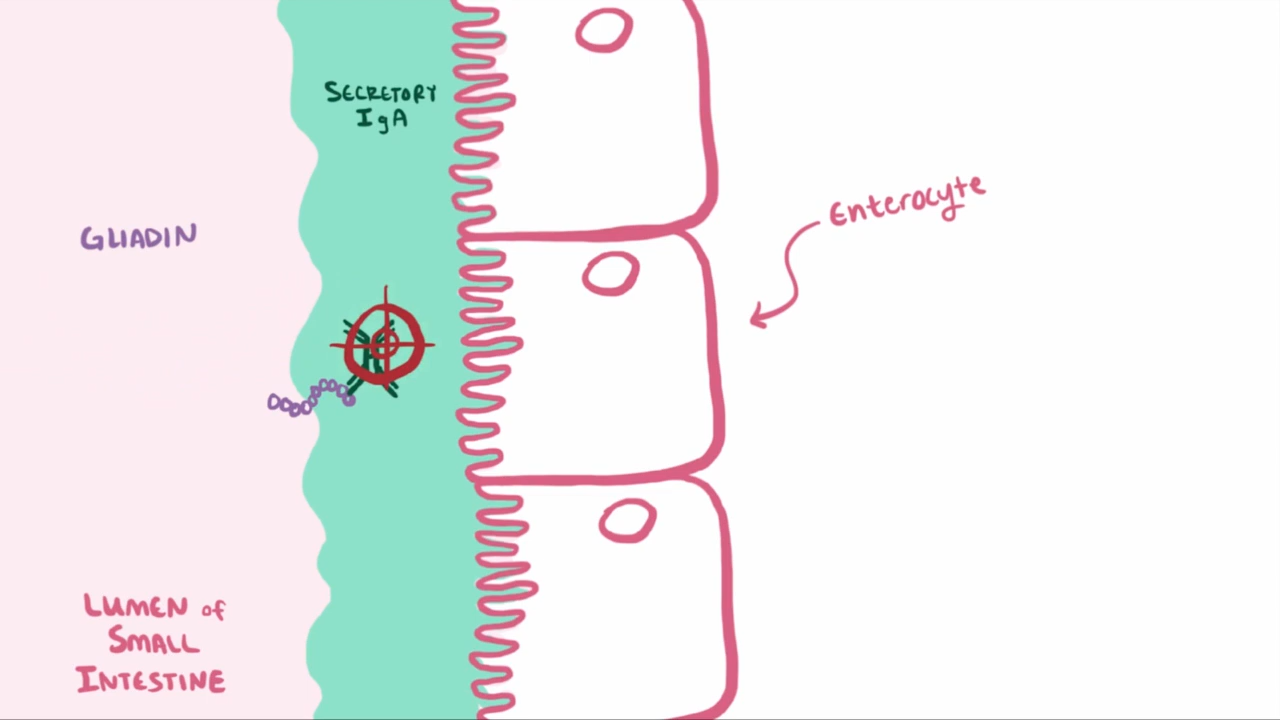 SECRETORY
IgA
Enterocyte
GLIADIN
LUMEN of
SMALL
INTESTINE